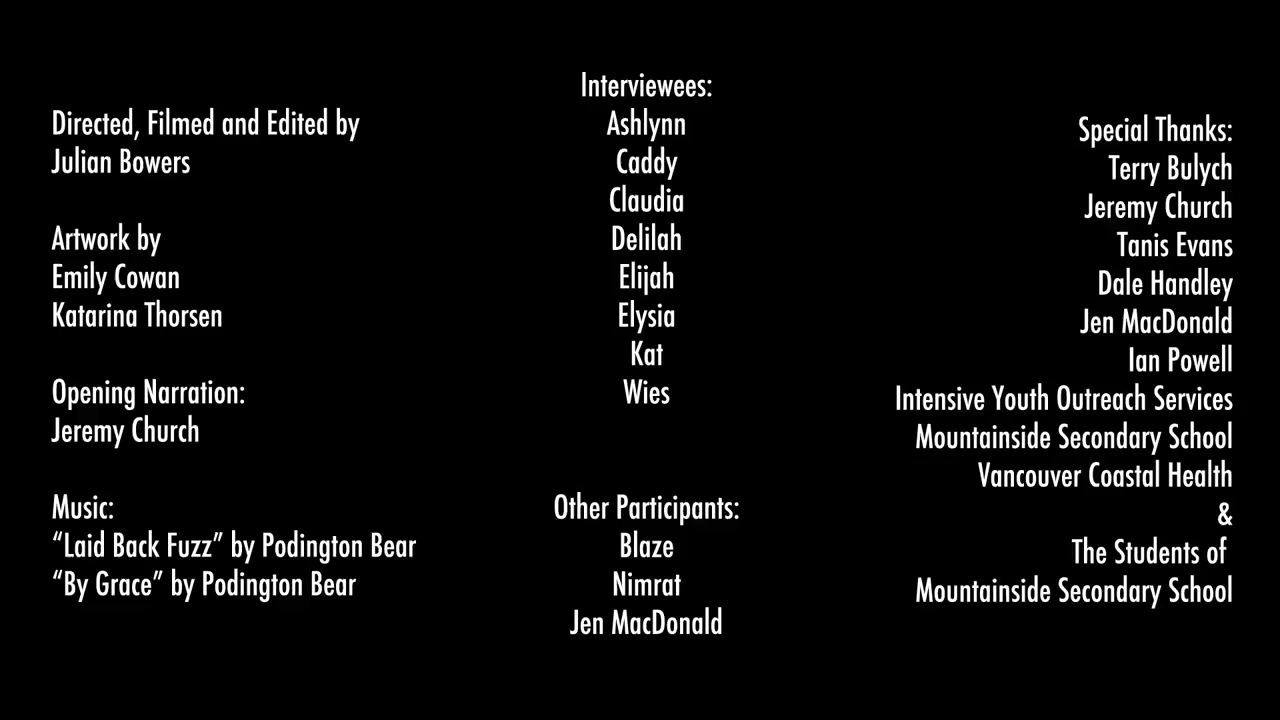 Directed, Filmed and Edited by
Julian Bowers
Artwork by
Emily Cowan
Katarina Thorsen
Opening Narration:
Jeremy Church
Music:
“Laid Back Fuzz” by Podington Bear
“By Grace” by Podington Bear
Interviewees:
Ashlynn
Caddy
Claudia
Delilah
Elijah
Elysia
Kat
Wies
Other Participants:
Blaze
Nimrat
Jen MacDonald
Special Thanks:
Terry Bulych
Jeremy Church
Tanis Evans
Dale Handley
Jen MacDonald
Ian Powell
Intensive Youth Outreach Services
Mountainside Secondary School
Vancouver Coastal Health
&
The Students of
Mountainside Secondary School